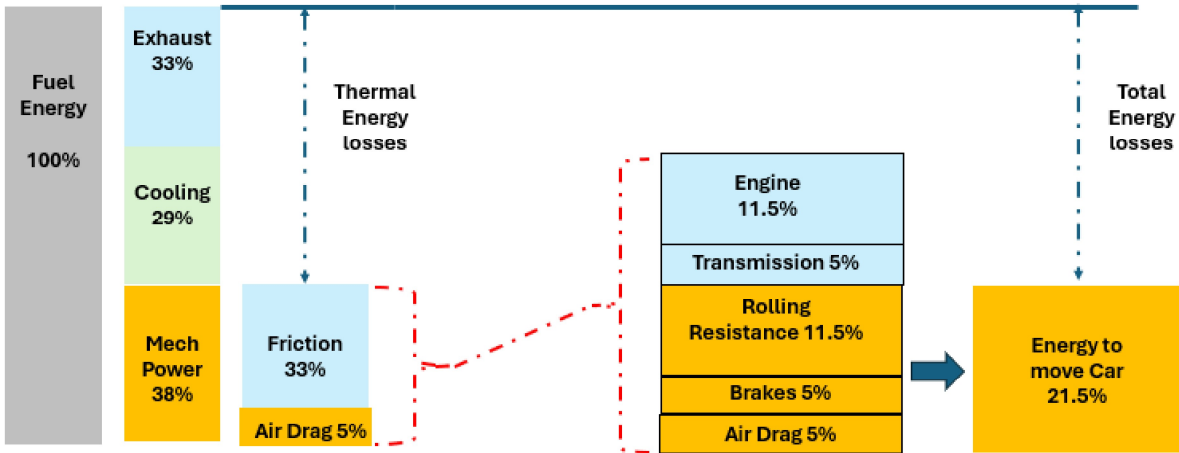 Fuel
Energy
100%
Exhaust
33%
Cooling
29%
Mech
Power
38%
Thermal
Energy
losses
Friction
33%
Air Drag 5%
Engine
11.5%
Transmission 5%
Rolling
Resistance 11.5%
Brakes 5%
Air Drag 5%
Total
Energy
losses
Energy to
move Car
21.5%